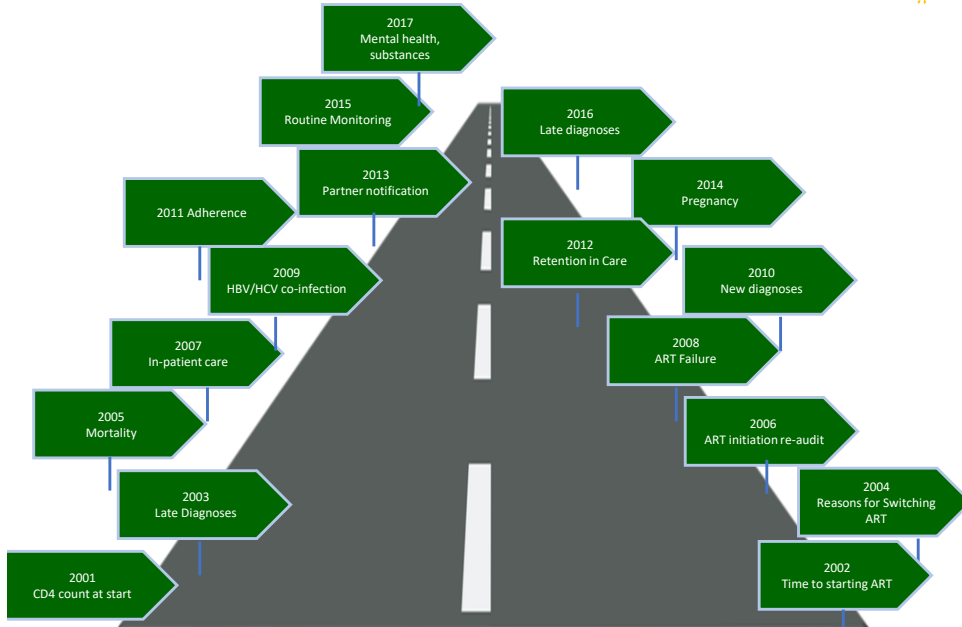 2017
Mental health,
substances
2015
Routine Monitoring
2016
Late diagnoses
2013
Partner notification
2014
Pregnancy
2011 Adherence
2012
Retention in Care
2009
HBV/HCV co-infection
2010
New diagnoses
2007
In-patient care
2008
ART Failure
2005
Mortality
2006
ART initiation re-audit
2003
Late Diagnoses
2004
Reasons for Switching
ART
2001
CD4 count at start
2002
Time to starting ART